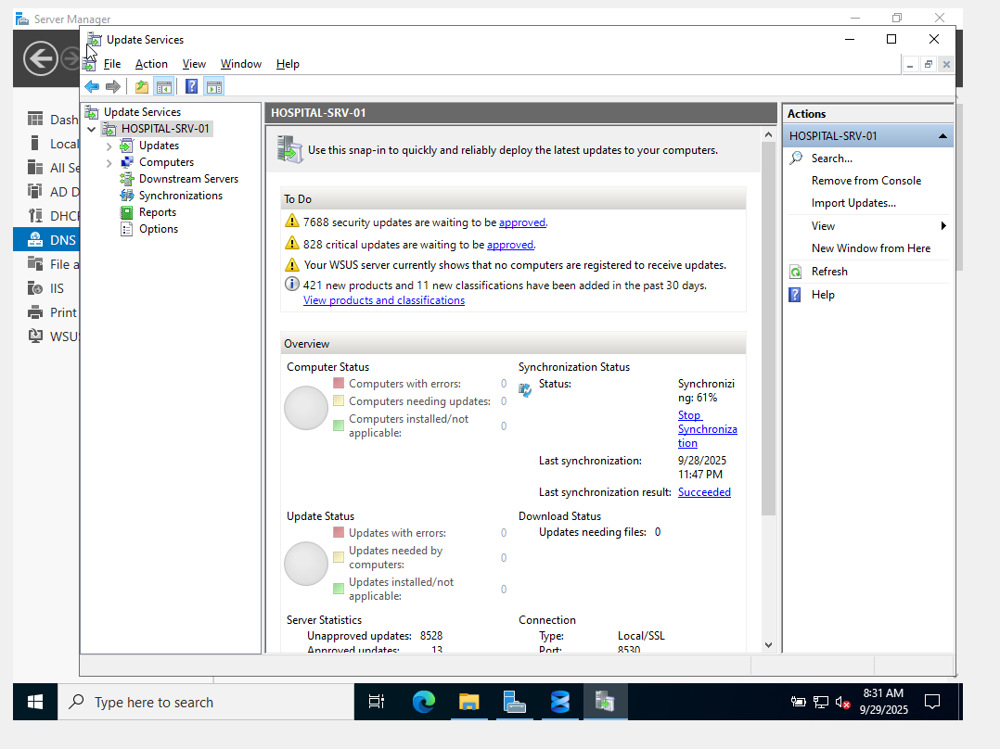 Server Manager
Update Services
File Action View Window Help
Dash
Local
All Se
AD D
DHC
DNS
File a
IIS
Print
WSU
Update Services
HOSPITAL-SRV-01
Updates
Computers
Downstream Servers
Synchronizations
Reports
Options
HOSPITAL-SRV-01
Use this snap-in to quickly and reliably deploy the latest updates to your computers.
To Do
7688 security updates are waiting to be approved.
828 critical updates are waiting to be approved.
Your WSUS server currently shows that no computers are registered to receive updates.
421 new products and 11 new classifications have been added in the past 30 days.
View products and classifications
Overview
Computer Status
Computers with errors: 0
Computers needing updates: 0
Computers installed/not
applicable: 0
Synchronization Status
Status: Synchronizi
ng: 61%
Stop
Synchroniza
tion
Last synchronization: 9/28/2025
11:47 PM
Last synchronization result: Succeeded
Update Status
Updates with errors: 0
Updates needed by
computers: 0
Updates installed/not
applicable: 0
Download Status
Updates needing files: 0
Server Statistics
Unapproved updates: 8528
Approved updates: 13
Connection
Type: Local/SSL
Port: 8530
Actions
HOSPITAL-SRV-01
Search...
Remove from Console
Import Updates...
View
New Window from Here
Refresh
Help
Type here to search
8:31 AM
9/29/2025